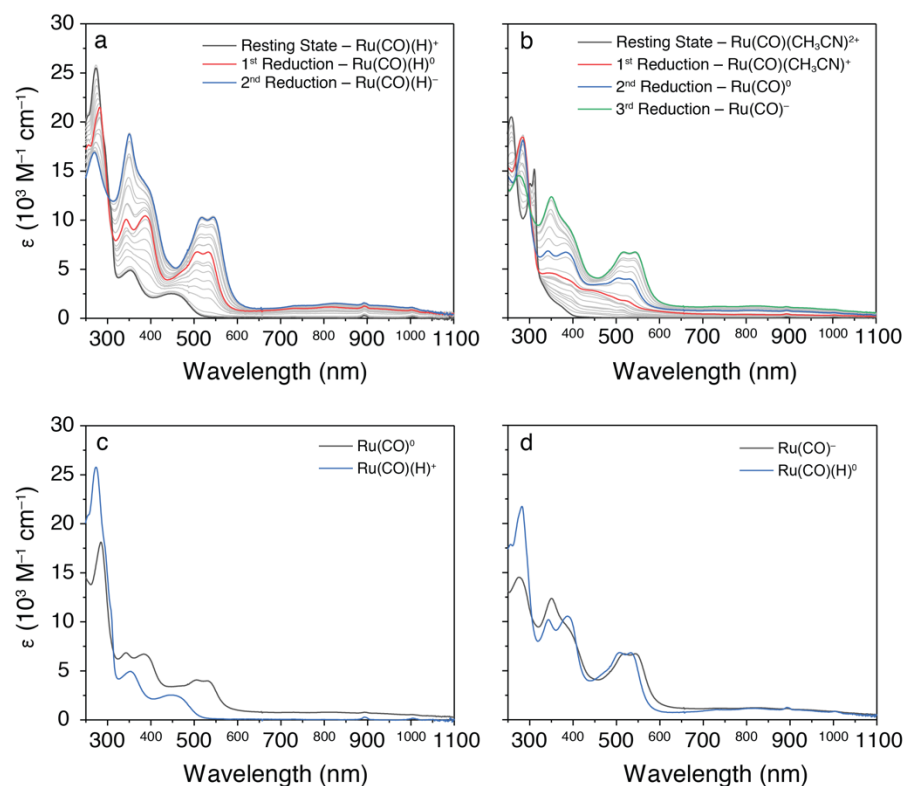 a
Resting State – Ru(CO)(H)⁺
1ˢᵗ Reduction – Ru(CO)(H)⁰
2ⁿᵈ Reduction – Ru(CO)(H)⁻
30
25
20
15
10
5
0
ε (10³ M⁻¹ cm⁻¹)
300 400 500 600 700 800 900 1000 1100
Wavelength (nm)
b
Resting State – Ru(CO)(CH₃CN)²⁺
1ˢᵗ Reduction – Ru(CO)(CH₃CN)⁺
2ⁿᵈ Reduction – Ru(CO)⁰
3ʳᵈ Reduction – Ru(CO)⁻
300 400 500 600 700 800 900 1000 1100
Wavelength (nm)
c
Ru(CO)⁰
Ru(CO)(H)⁺
30
25
20
15
10
5
0
ε (10³ M⁻¹ cm⁻¹)
300 400 500 600 700 800 900 1000 1100
Wavelength (nm)
d
Ru(CO)⁻
Ru(CO)(H)⁰
300 400 500 600 700 800 900 1000 1100
Wavelength (nm)